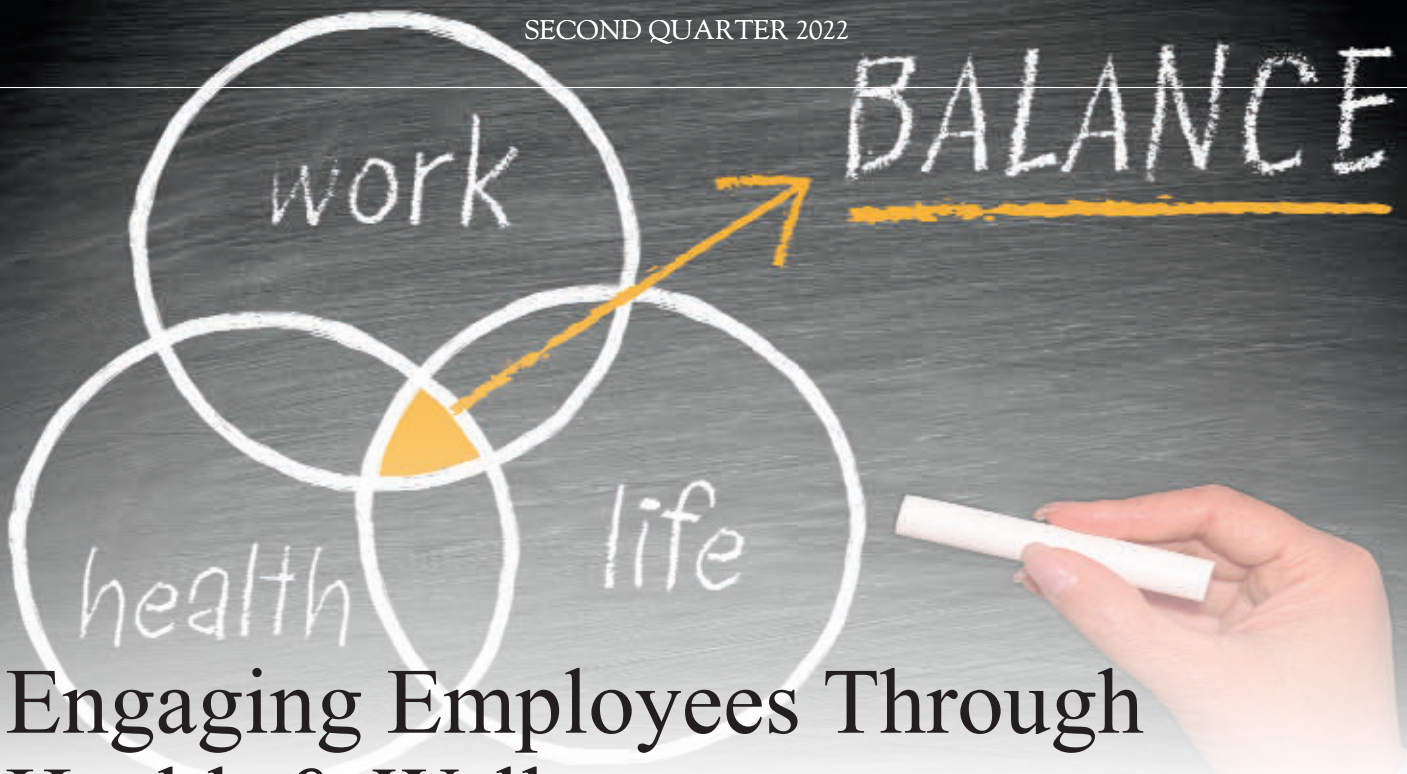 SECOND QUARTER 2022
BALANCE
work
life
health
Engaging Employees Through